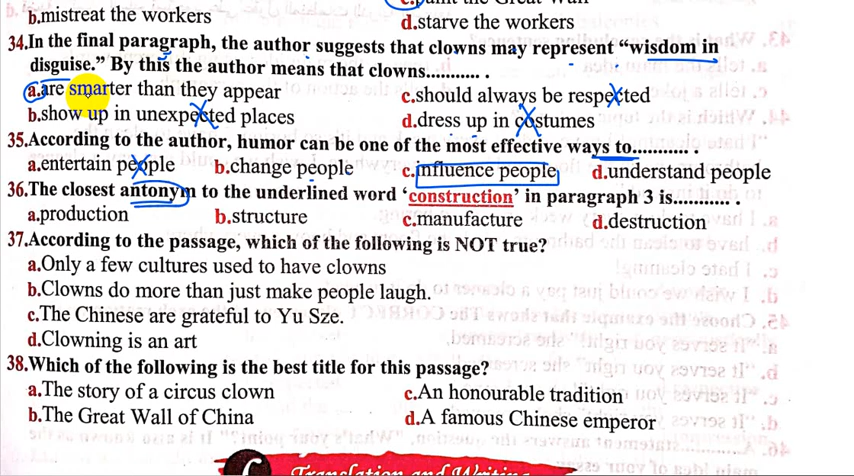 b.mistreat the workers
d.starve the workers
34.In the final paragraph, the author suggests that clowns may represent “wisdom in
disguise.” By this the author means that clowns........... .
a.are smarter than they appear
c.should always be respected
b.show up in unexpected places
d.dress up in costumes
35.According to the author, humor can be one of the most effective ways to........... .
a.entertain people b.change people c.influence people d.understand people
36.The closest antonym to the underlined word ‘construction’ in paragraph 3 is............ .
a.production b.structure c.manufacture d.destruction
37.According to the passage, which of the following is NOT true?
a.Only a few cultures used to have clowns
b.Clowns do more than just make people laugh.
c.The Chinese are grateful to Yu Sze.
d.Clowning is an art
38.Which of the following is the best title for this passage?
a.The story of a circus clown
c.An honourable tradition
b.The Great Wall of China
d.A famous Chinese emperor
Translation and Writing